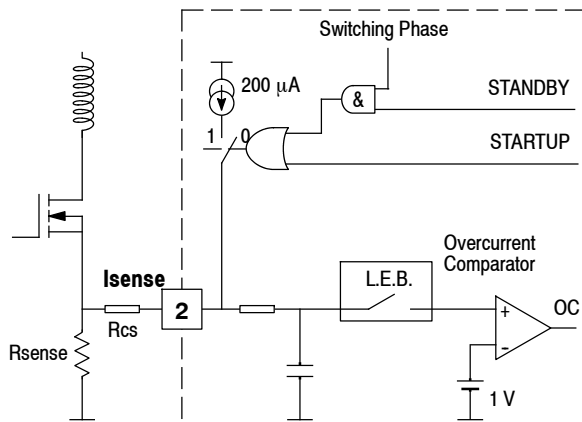 Switching Phase
200 μA
&
STANDBY
1 0
STARTUP
Overcurrent
Comparator
Isense
L.E.B.
2
+
OC
Rcs
Rsense
-
1 V